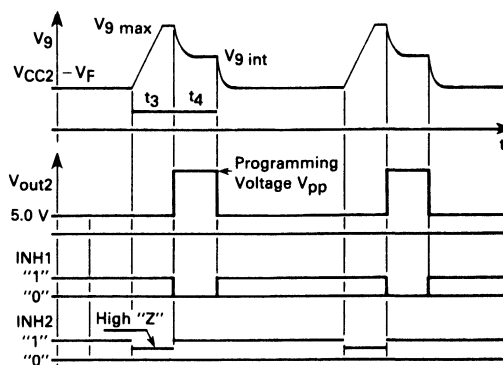 V9
V9 max
V9 int
VCC2 – VF
t3
t4
t
Vout2
Programming
Voltage Vpp
5.0 V
INH1
"1"
"0"
INH2
High "Z"
"1"
"0"